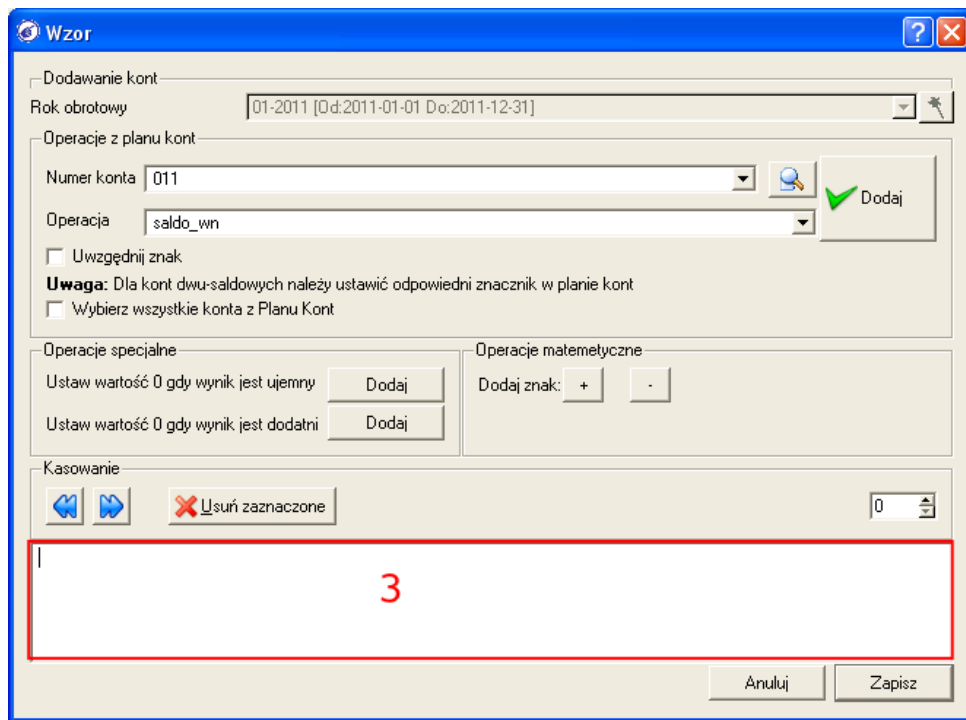 Wzor
Dodawanie kont
Rok obrotowy 01-2011 [Od:2011-01-01 Do:2011-12-31]
Operacje z planu kont
Numer konta 011
Dodaj
Operacja saldo_wn
Uwzgędnij znak
Uwaga: Dla kont dwu-saldowych należy ustawić odpowiedni znacznik w planie kont
Wybierz wszystkie konta z Planu Kont
Operacje specjalne
Ustaw wartość 0 gdy wynik jest ujemny Dodaj
Ustaw wartość 0 gdy wynik jest dodatni Dodaj
Operacje matemetyczne
Dodaj znak: + -
Kasowanie
Usuń zaznaczone 0
3
Anuluj Zapisz